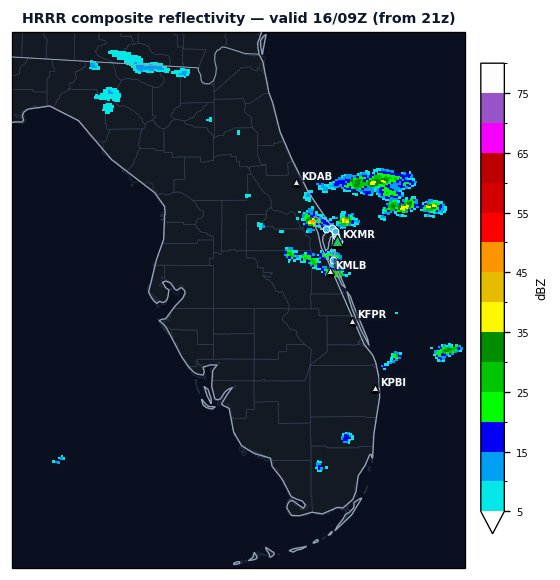 HRRR composite reflectivity — valid 16/09Z (from 21z)
75
65
55
45
35
25
15
5
dBZ
KDAB
KXMR
KMLB
KFPR
KPBI